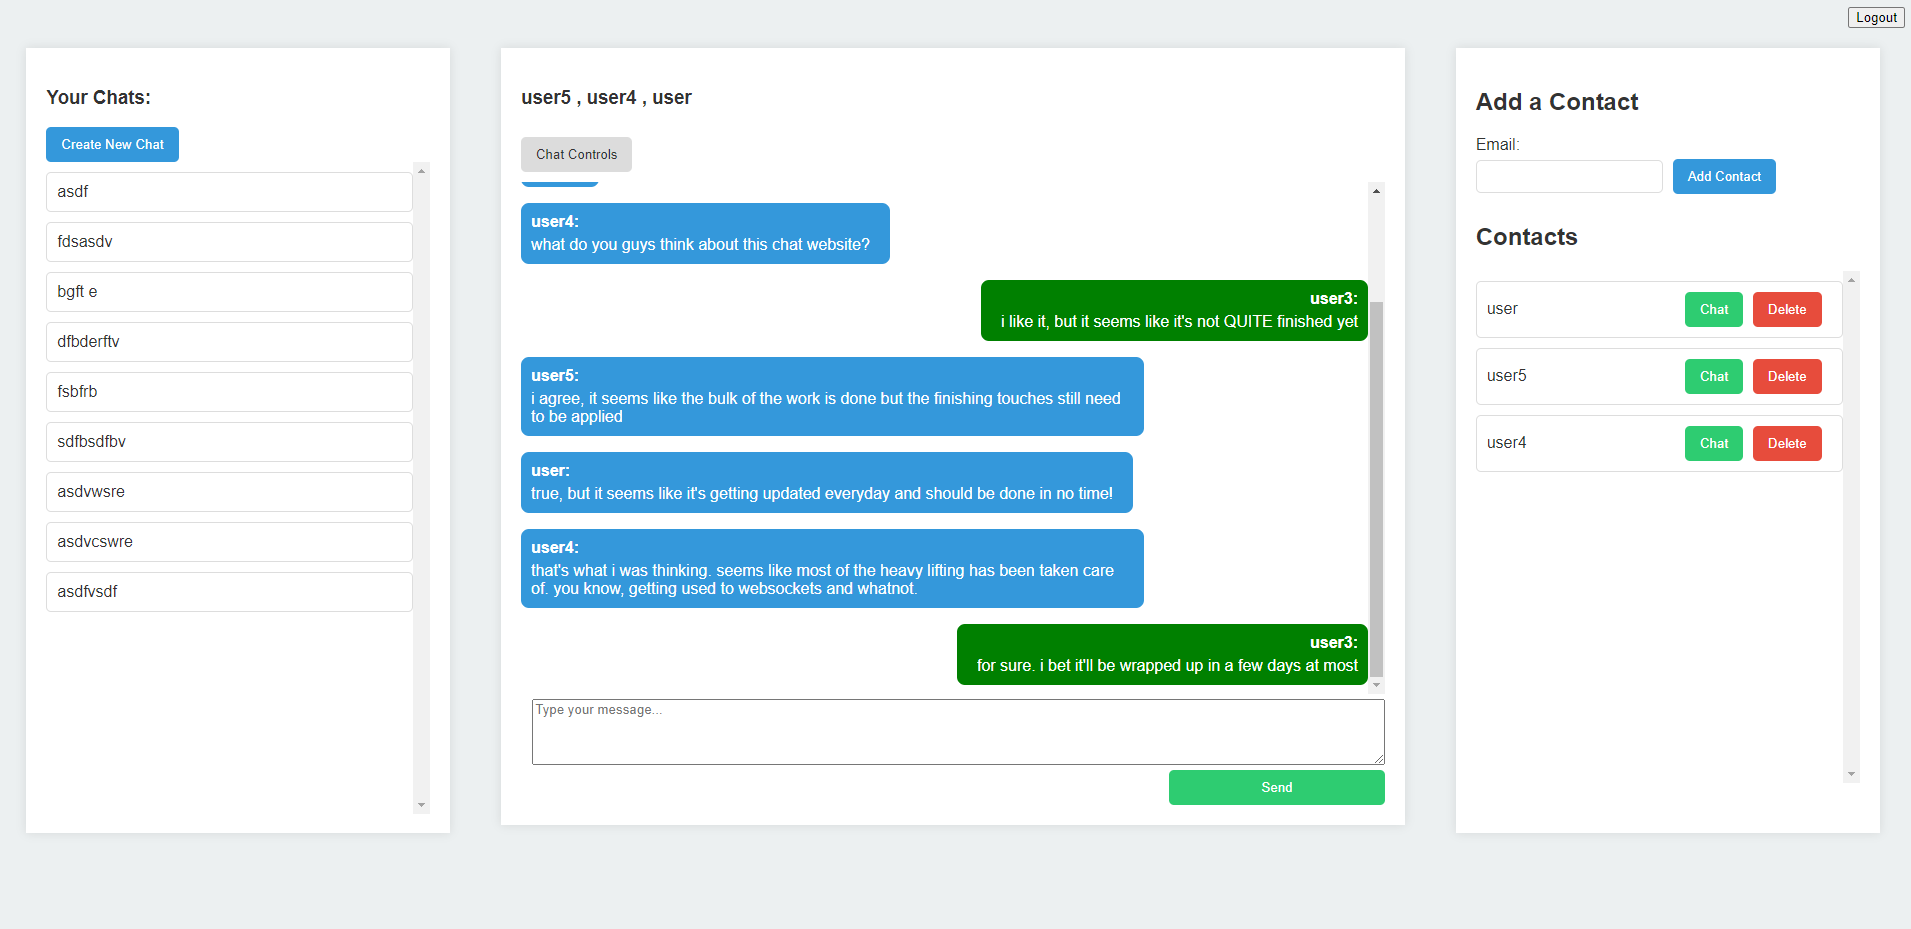 Logout
Your Chats:
Create New Chat
asdf
fdsasdv
bgft e
dfbderftv
fsbfrb
sdfbsdfbv
asdvwsre
asdvcswre
asdfvsdf
user5 , user4 , user
Chat Controls
user4:
what do you guys think about this chat website?
user3:
i like it, but it seems like it's not QUITE finished yet
user5:
i agree, it seems like the bulk of the work is done but the finishing touches still need
to be applied
user:
true, but it seems like it's getting updated everyday and should be done in no time!
user4:
that's what i was thinking. seems like most of the heavy lifting has been taken care
of. you know, getting used to websockets and whatnot.
user3:
for sure. i bet it'll be wrapped up in a few days at most
Type your message...
Send
Add a Contact
Email:
Add Contact
Contacts
user Chat Delete
user5 Chat Delete
user4 Chat Delete